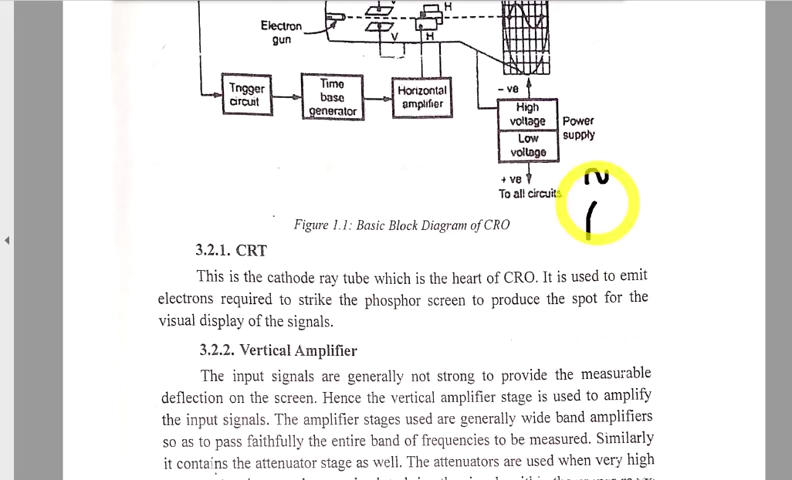 H
Electron
gun
V
H
Trigger
circuit
Time
base
generator
Horizontal
amplifier
- ve
High
voltage
Low
voltage
Power
supply
+ ve
To all circuits
Figure 1.1: Basic Block Diagram of CRO
3.2.1. CRT
This is the cathode ray tube which is the heart of CRO. It is used to emit
electrons required to strike the phosphor screen to produce the spot for the
visual display of the signals.
3.2.2. Vertical Amplifier
The input signals are generally not strong to provide the measurable
deflection on the screen. Hence the vertical amplifier stage is used to amplify
the input signals. The amplifier stages used are generally wide band amplifiers
so as to pass faithfully the entire band of frequencies to be measured. Similarly
it contains the attenuator stage as well. The attenuators are used when very high